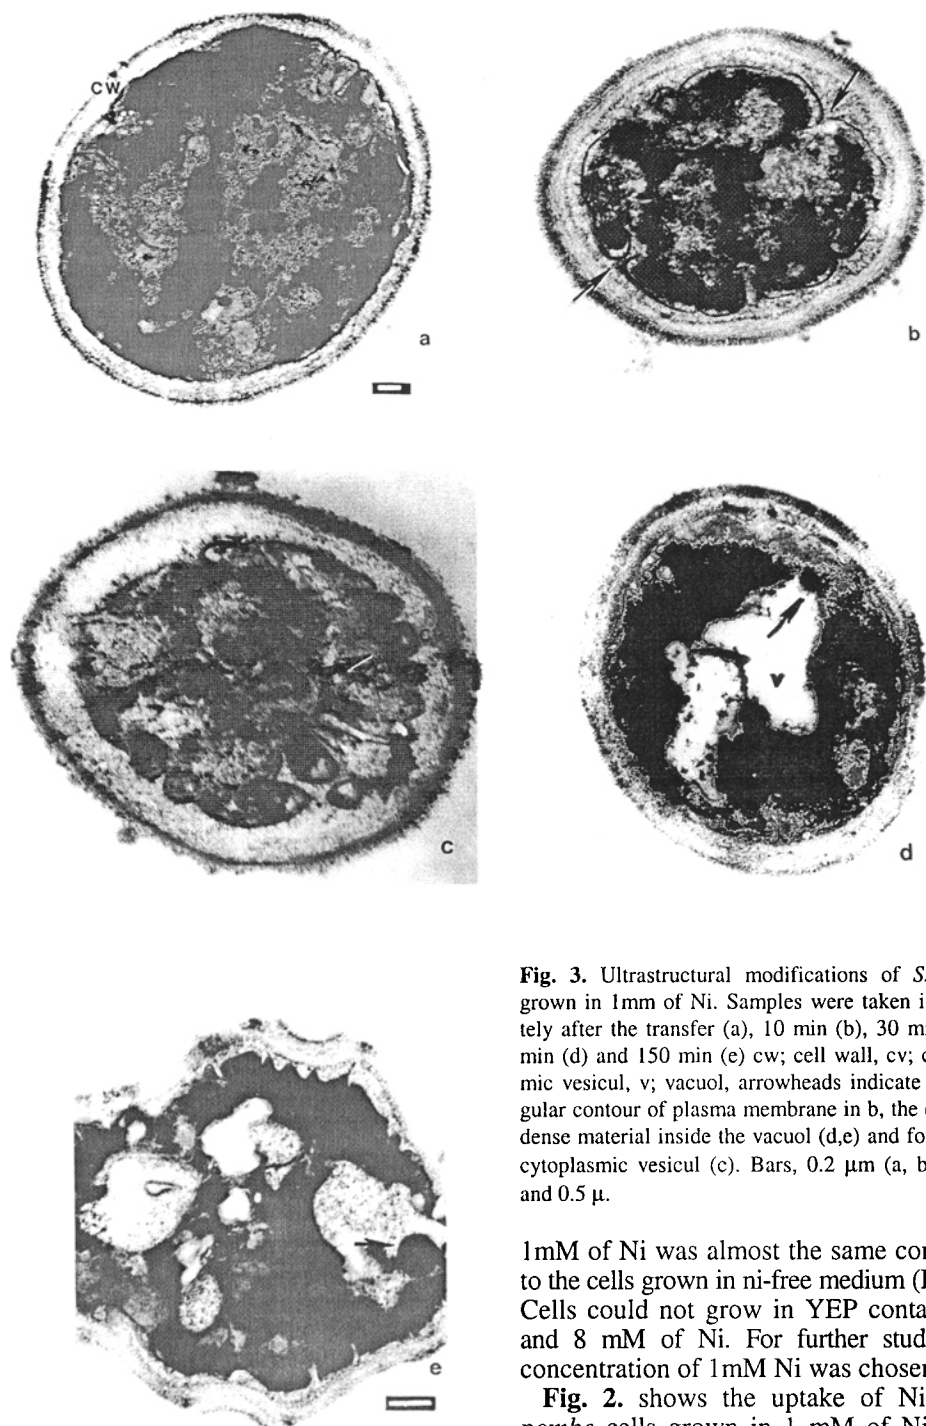 cw
a
b
c
v
d
e
Fig. 3. Ultrastructural modifications of S.
grown in 1mm of Ni. Samples were taken i
tely after the transfer (a), 10 min (b), 30 m
min (d) and 150 min (e) cw; cell wall, cv; c
mic vesicul, v; vacuol, arrowheads indicate
gular contour of plasma membrane in b, the
dense material inside the vacuol (d,e) and fo
cytoplasmic vesicul (c). Bars, 0.2 µm (a, b
and 0.5 µ.
1mM of Ni was almost the same cor
to the cells grown in ni-free medium (
Cells could not grow in YEP conta
and 8 mM of Ni. For further stud
concentration of 1mM Ni was chosen
Fig. 2. shows the uptake of Ni
cells grown in 1 mM of Ni